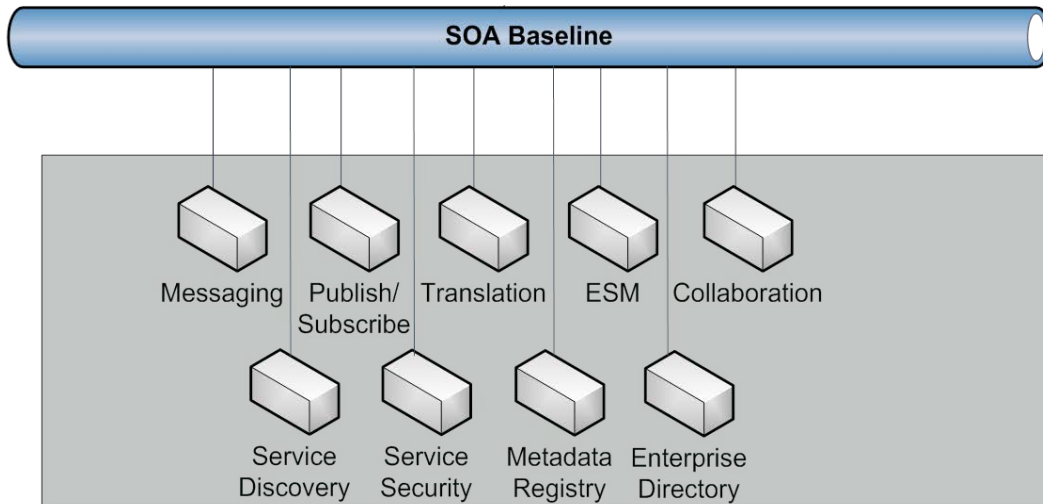 SOA Baseline
Messaging
Publish/
Subscribe
Translation
ESM
Collaboration
Service
Discovery
Service
Security
Metadata
Registry
Enterprise
Directory